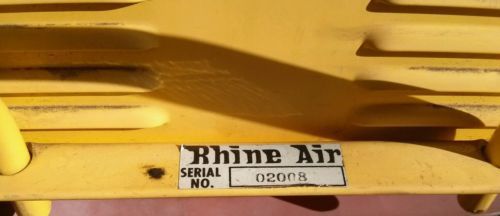 Rhine Air
SERIAL
NO. 02008